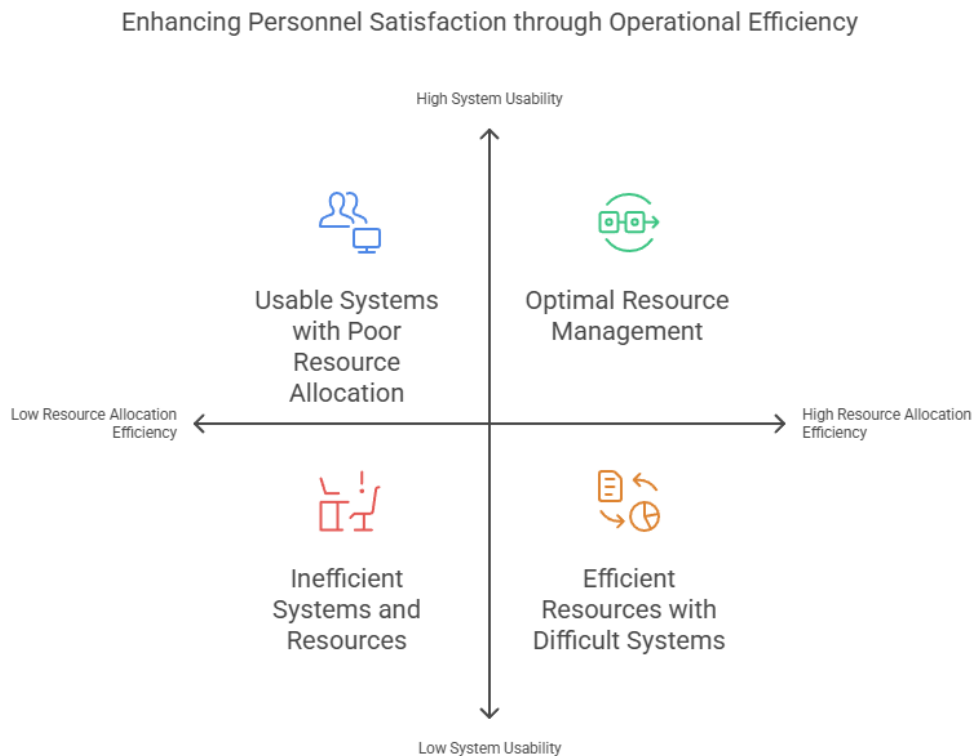 Enhancing Personnel Satisfaction through Operational Efficiency
High System Usability
Usable Systems
with Poor
Resource
Allocation
Optimal Resource
Management
Low Resource Allocation
Efficiency
High Resource Allocation
Efficiency
Inefficient
Systems and
Resources
Efficient
Resources with
Difficult Systems
Low System Usability